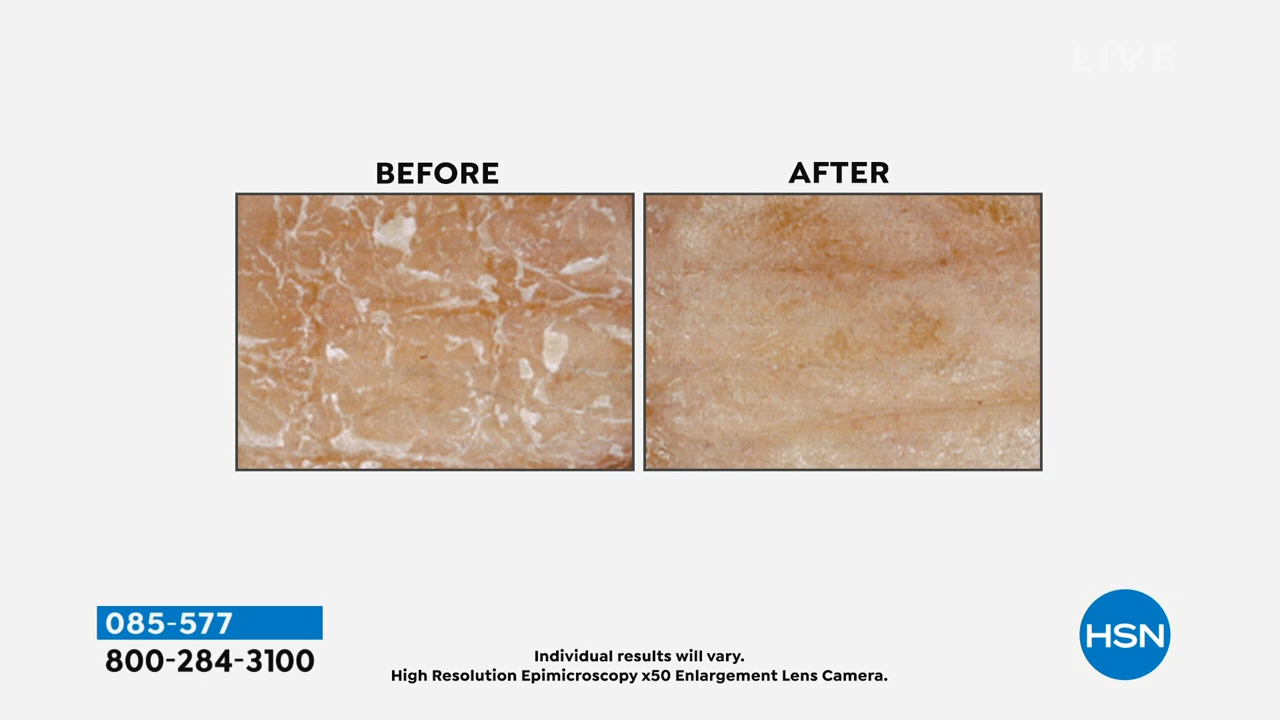 LIVE
BEFORE
AFTER
085-577
800-284-3100
Individual results will vary.
High Resolution Epimicroscopy x50 Enlargement Lens Camera.
HSN